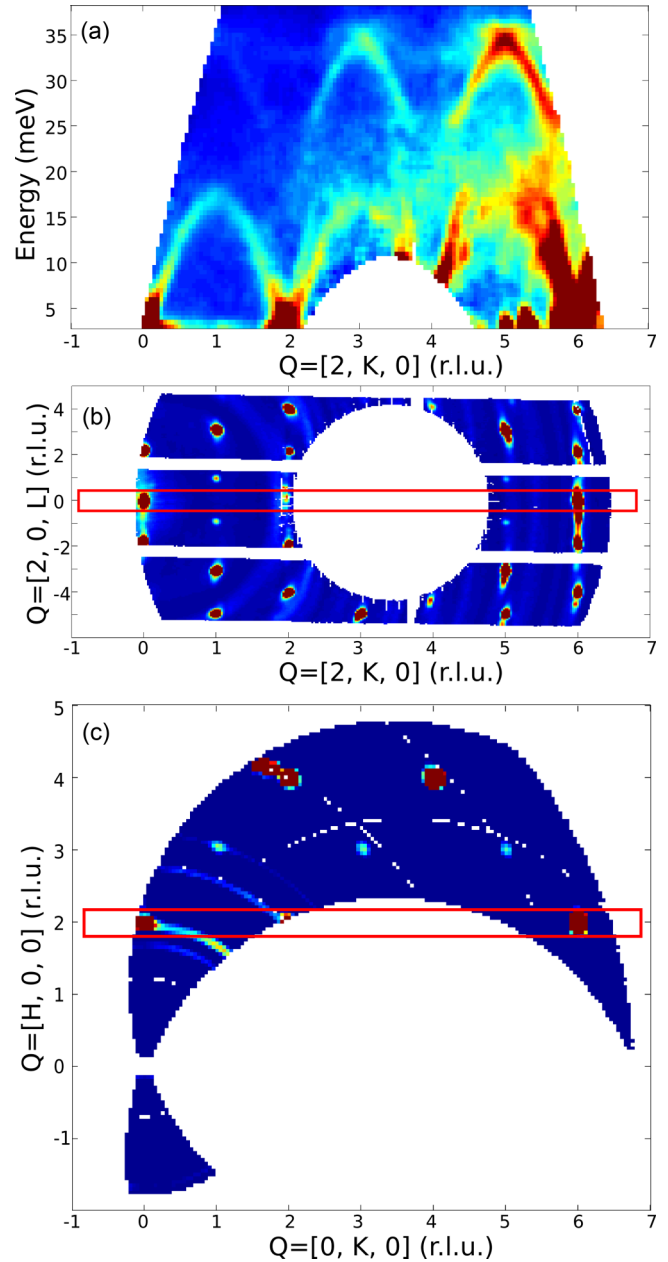 (a)
35
30
25
20
15
10
5
Energy (meV)
0 1 2 3 4 5 6 7
Q=[2, K, 0] (r.l.u.)
(b)
4
2
0
-2
-4
Q=[2, 0, L] (r.l.u.)
-1 0 1 2 3 4 5 6 7
Q=[2, K, 0] (r.l.u.)
(c)
5
4
3
2
1
0
-1
Q=[H, 0, 0] (r.l.u.)
-1 0 1 2 3 4 5 6 7
Q=[0, K, 0] (r.l.u.)